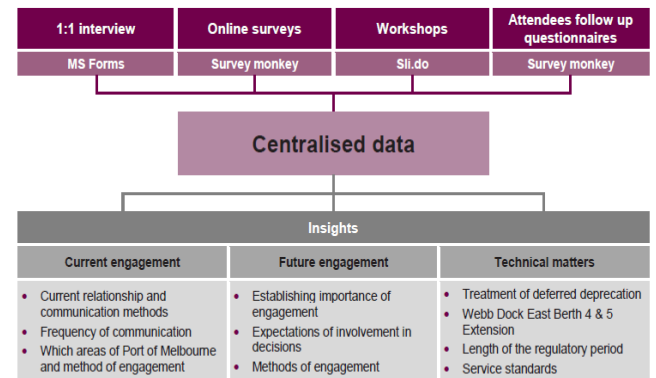 1:1 interview
Online surveys
Workshops
Attendees follow up
questionnaires
MS Forms
Survey monkey
Sli.do
Survey monkey
Centralised data
Insights
Current engagement
Future engagement
Technical matters
• Current relationship and
communication methods
• Frequency of communication
• Which areas of Port of Melbourne
and method of engagement
• Establishing importance of
engagement
• Expectations of involvement in
decisions
• Methods of engagement
• Treatment of deferred deprecation
• Webb Dock East Berth 4 & 5
Extension
• Length of the regulatory period
• Service standards